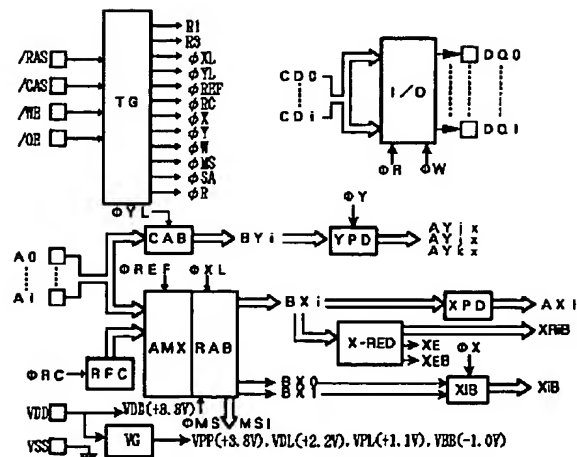 R1
R3
/RAS
φXL
CD0
DQ0
φYL
/CAS
TG
φREF
I/O
φRC
/WE
φX
CDi
DQi
φY
/OE
φW
φMS
φR
φW
φSA
φR
φYL
φY
CAB
BYi
YPD
AYjx
AYix
AYkx
A0
Ai
φREF
φXL
BXi
XPD
AMX
RAB
X-RED
XRiB
XE
φX
XEB
φRC
RFC
BX0
BX1
XIB
XiB
VDD
VDD(+3.8V)
φMS
MSi
VSS
VG
VPP(+3.8V). VDL(+2.2V). VPL(+1.1V). VBB(-1.0V)